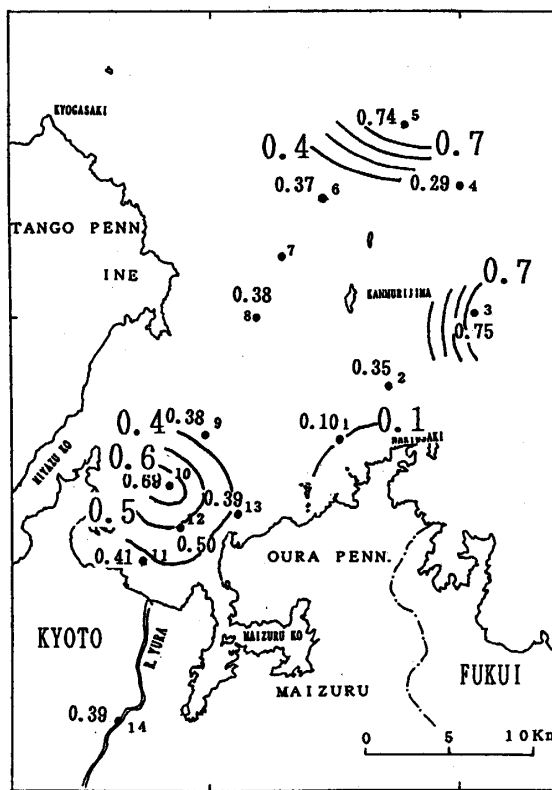 KYOGASAKI
0.74 5
0.4 0.7
0.37 6
0.29 4
TANGO PENN.
INE
7
0.7
0.38
8
KANMURIJIMA
3
0.75
0.35 2
0.4 0.38 9
0.10 1 0.1
0.6
MIYAZU KO
0.69 10
0.39 13
0.5 12
0.50
0.41 11
OURA PENN.
KYOTO
R. YURA
MAIZURU KO
MAIZURU
FUKUI
0.39
14
0 5 10Km